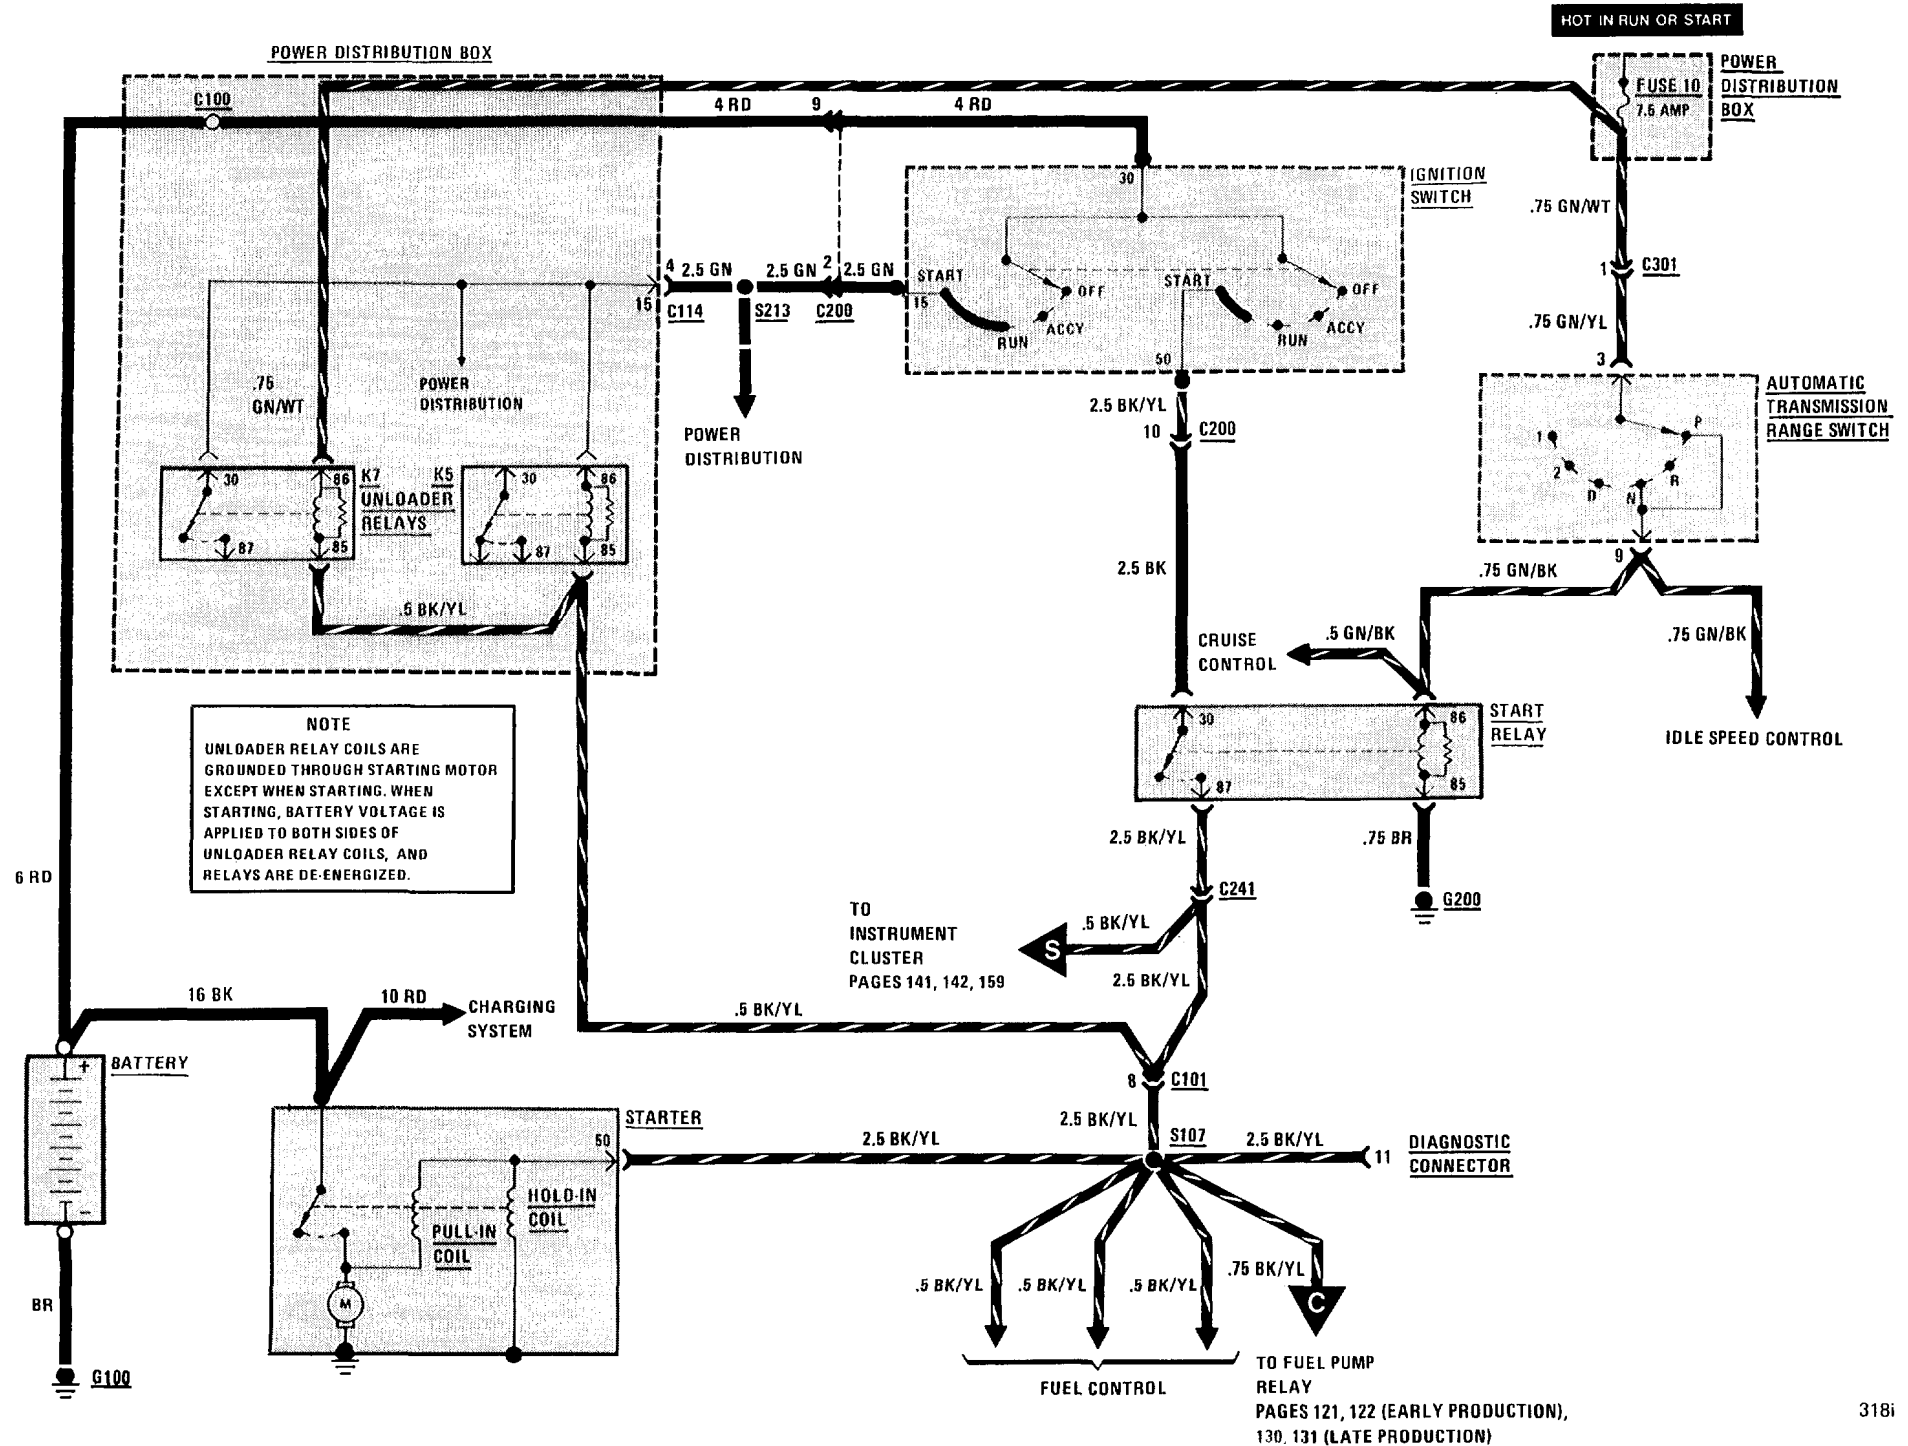 HOT IN RUN OR START
POWER DISTRIBUTION BOX
C100
4 RD
9
4 RD
FUSE 10
7.5 AMP
POWER
DISTRIBUTION
BOX
30
IGNITION
SWITCH
.75 GN/WT
1
C301
4
2.5 GN
2.5 GN
2
2.5 GN
15
C114
S213
C200
START
15
OFF
ACCY
RUN
START
OFF
ACCY
RUN
50
.75 GN/YL
3
.75
GN/WT
POWER
DISTRIBUTION
POWER
DISTRIBUTION
2.5 BK/YL
10
C200
AUTOMATIC
TRANSMISSION
RANGE SWITCH
1
2
D
N
R
P
30
86
K7
K5
UNLOADER
RELAYS
87
85
30
86
87
85
.5 BK/YL
2.5 BK
9
.75 GN/BK
.5 GN/BK
.75 GN/BK
CRUISE
CONTROL
IDLE SPEED CONTROL
30
86
START
RELAY
87
85
NOTE
UNLOADER RELAY COILS ARE
GROUNDED THROUGH STARTING MOTOR
EXCEPT WHEN STARTING. WHEN
STARTING, BATTERY VOLTAGE IS
APPLIED TO BOTH SIDES OF
UNLOADER RELAY COILS, AND
RELAYS ARE DE-ENERGIZED.
2.5 BK/YL
.75 BR
6 RD
C241
G200
TO
INSTRUMENT
CLUSTER
PAGES 141, 142, 159
S
.5 BK/YL
2.5 BK/YL
16 BK
10 RD
CHARGING
SYSTEM
.5 BK/YL
BATTERY
+
-
8
C101
STARTER
50
2.5 BK/YL
2.5 BK/YL
S107
2.5 BK/YL
11
DIAGNOSTIC
CONNECTOR
HOLD-IN
COIL
PULL-IN
COIL
M
BR
G100
.5 BK/YL
.5 BK/YL
.5 BK/YL
.75 BK/YL
C
FUEL CONTROL
TO FUEL PUMP
RELAY
PAGES 121, 122 (EARLY PRODUCTION),
130, 131 (LATE PRODUCTION)
318i